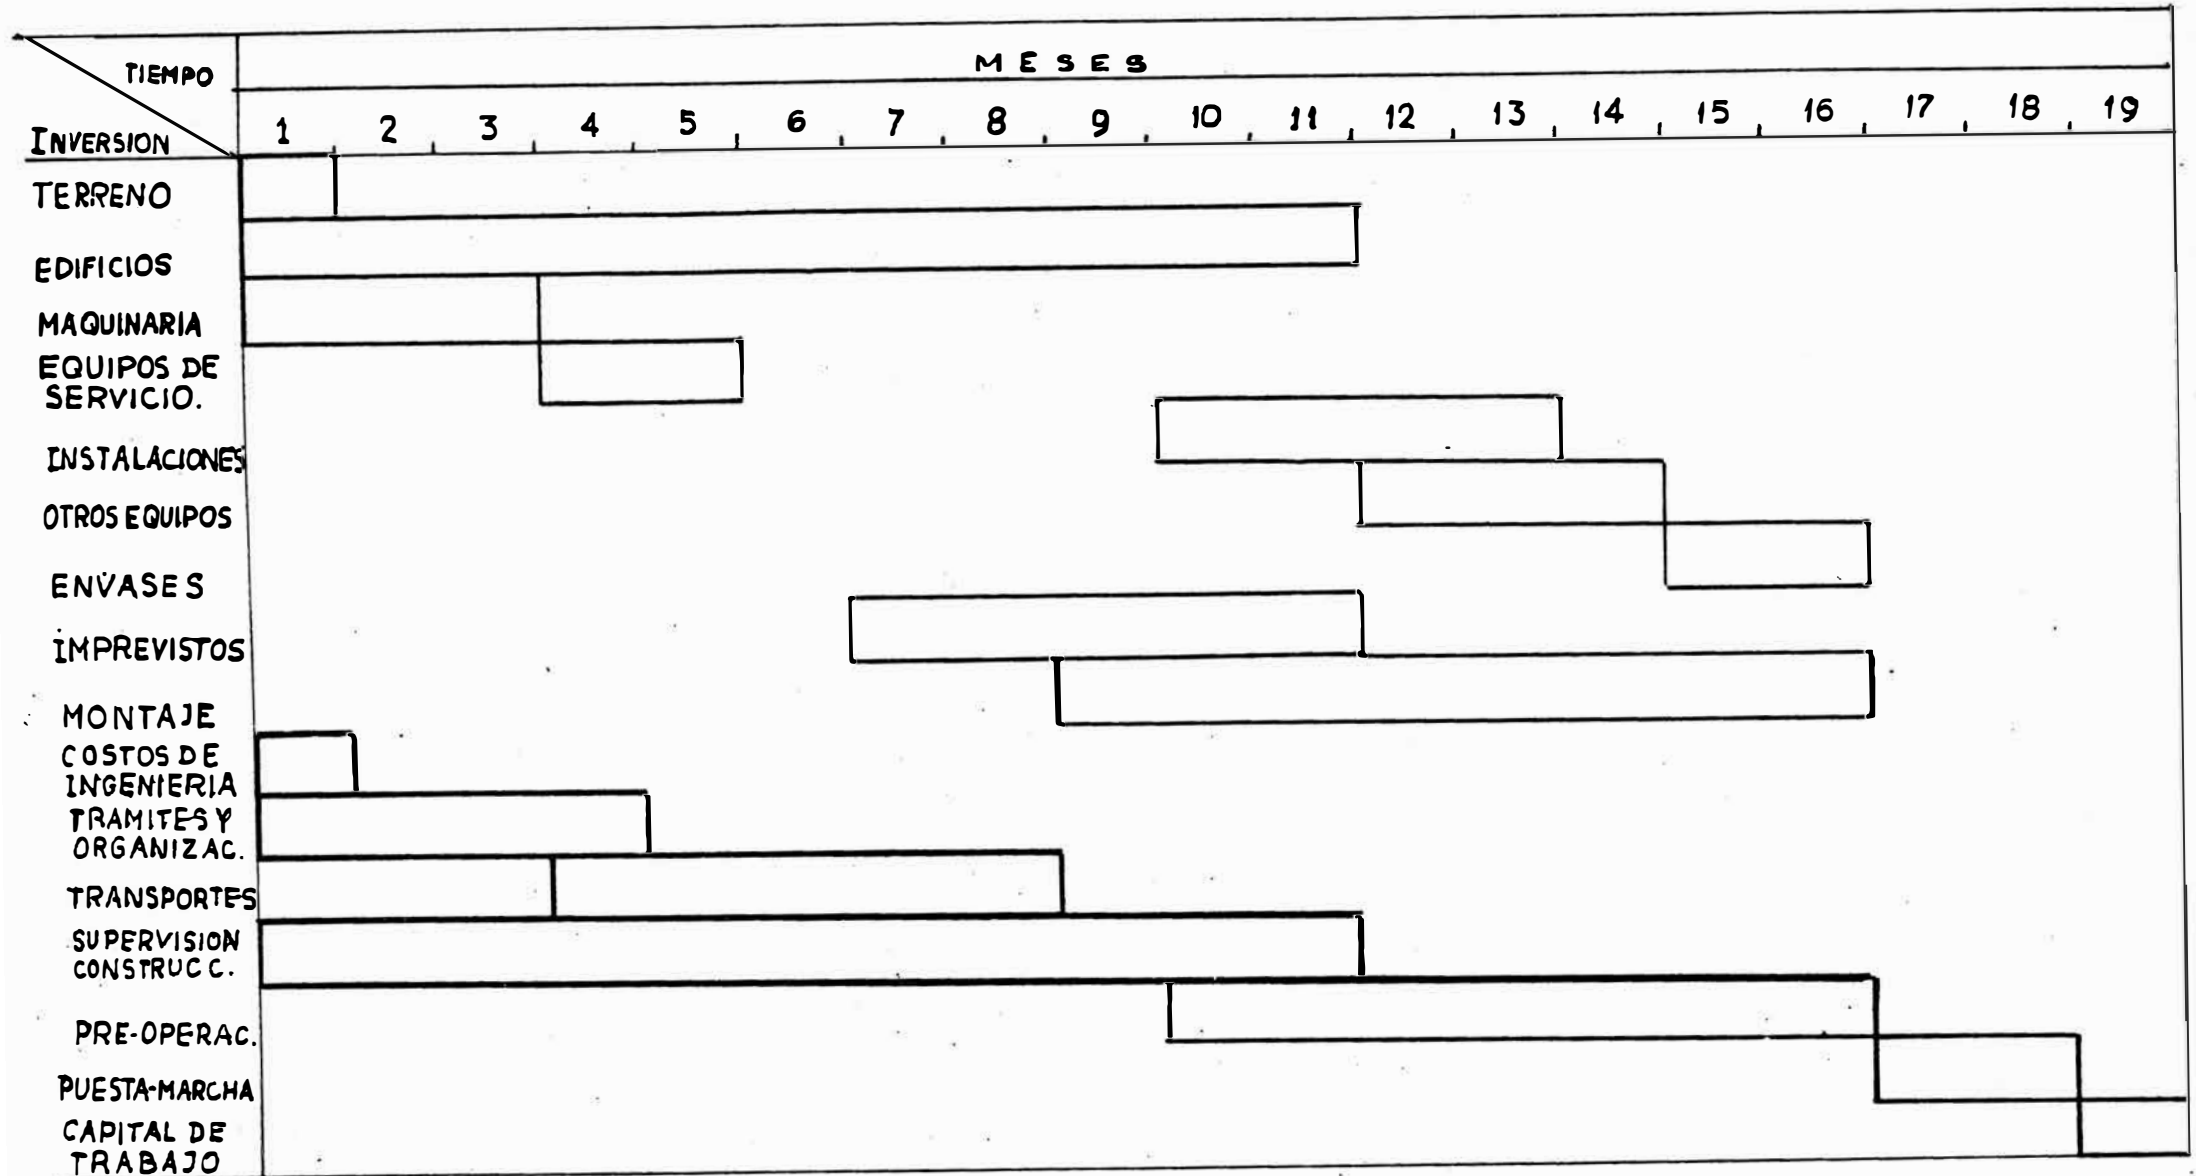 TIEMPO
MESES
INVERSION
1 2 3 4 5 6 7 8 9 10 11 12 13 14 15 16 17 18 19
TERRENO
EDIFICIOS
MAQUINARIA
EQUIPOS DE
SERVICIO.
INSTALACIONES
OTROS EQUIPOS
ENVASES
IMPREVISTOS
MONTAJE
COSTOS DE
INGENIERIA
TRAMITES Y
ORGANIZAC.
TRANSPORTES
SUPERVISION
CONSTRUCC.
PRE-OPERAC.
PUESTA-MARCHA
CAPITAL DE
TRABAJO